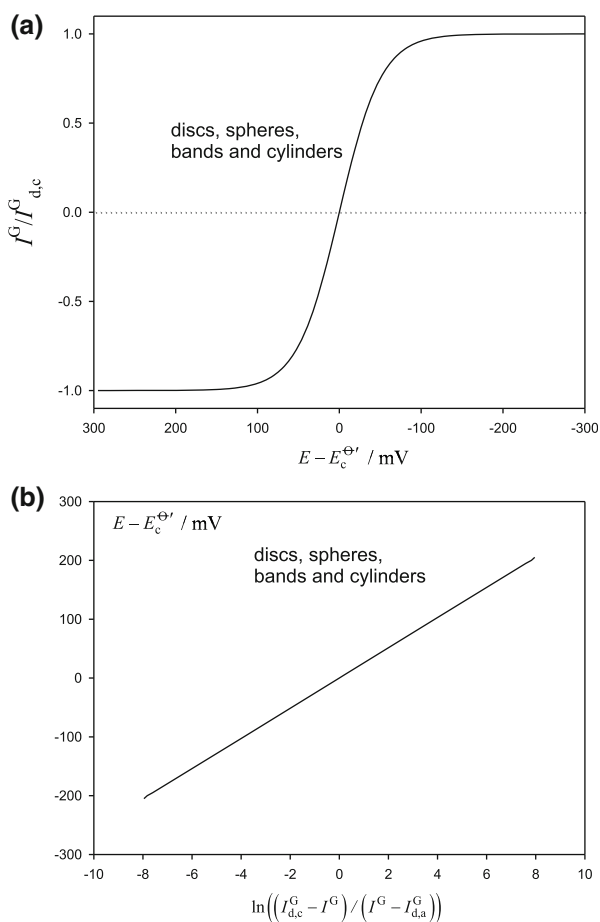 (a)
1.0
0.5
0.0
-0.5
-1.0
I^G/I^G_d,c
discs, spheres,
bands and cylinders
300 200 100 0 -100 -200 -300
E – E_c^⊖′ / mV
(b)
300
200
100
0
-100
-200
-300
E – E_c^⊖′ / mV
discs, spheres,
bands and cylinders
-10 -8 -6 -4 -2 0 2 4 6 8 10
ln((I^G_d,c – I^G)/(I^G – I^G_d,a))